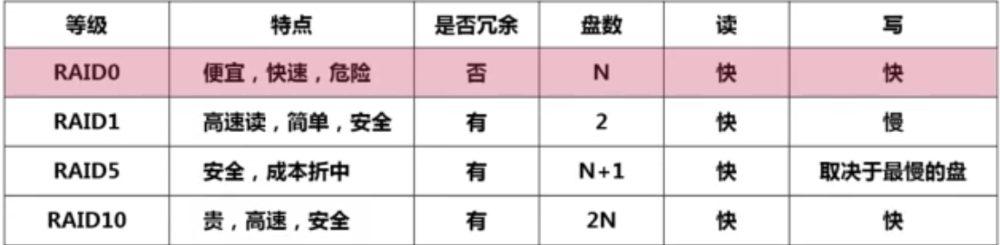 等级 特点 是否冗余 盘数 读 写
RAID0 便宜，快速，危险 否 N 快 快
RAID1 高速读，简单，安全 有 2 快 慢
RAID5 安全，成本折中 有 N+1 快 取决于最慢的盘
RAID10 贵，高速，安全 有 2N 快 快